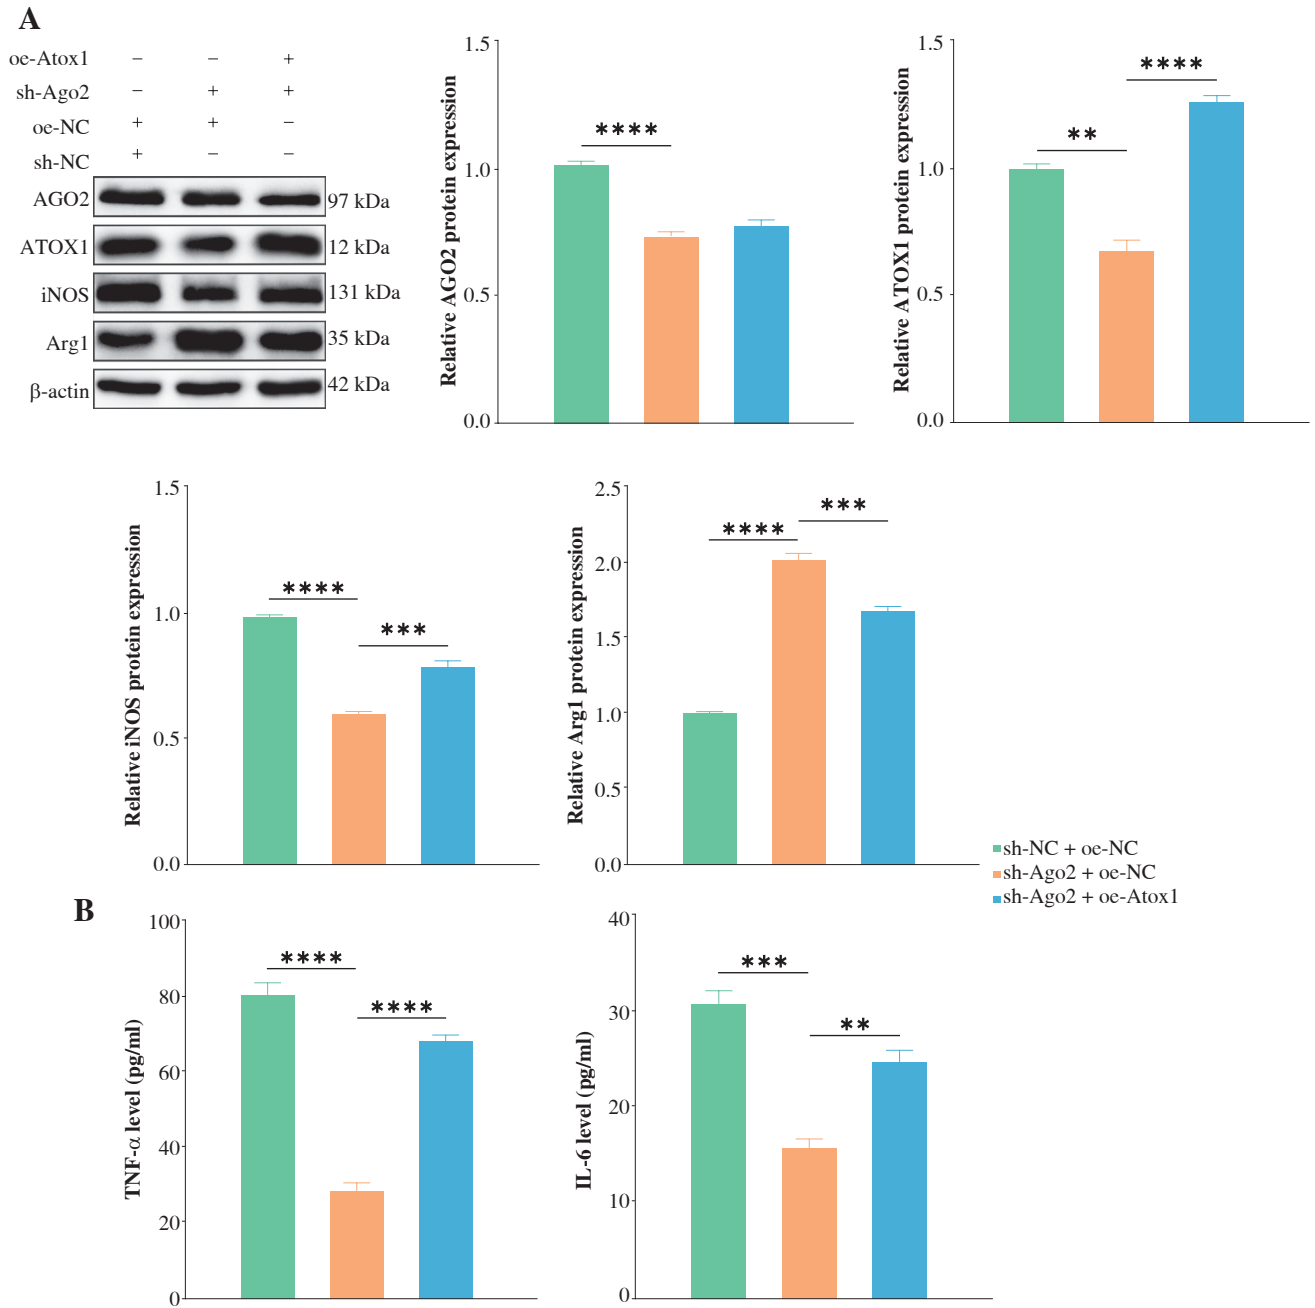 A
oe-Atox1 – – +
sh-Ago2 – + +
oe-NC + + –
sh-NC + – –
AGO2 97 kDa
ATOX1 12 kDa
iNOS 131 kDa
Arg1 35 kDa
β-actin 42 kDa
Relative AGO2 protein expression
1.5
1.0
0.5
0.0
****
Relative ATOX1 protein expression
1.5
1.0
0.5
0.0
**
****
Relative iNOS protein expression
1.5
1.0
0.5
0.0
****
***
Relative Arg1 protein expression
2.5
2.0
1.5
1.0
0.5
0.0
****
***
sh-NC + oe-NC
sh-Ago2 + oe-NC
sh-Ago2 + oe-Atox1
B
TNF-α level (pg/ml)
100
80
60
40
20
0
****
****
IL-6 level (pg/ml)
40
30
20
10
0
***
**